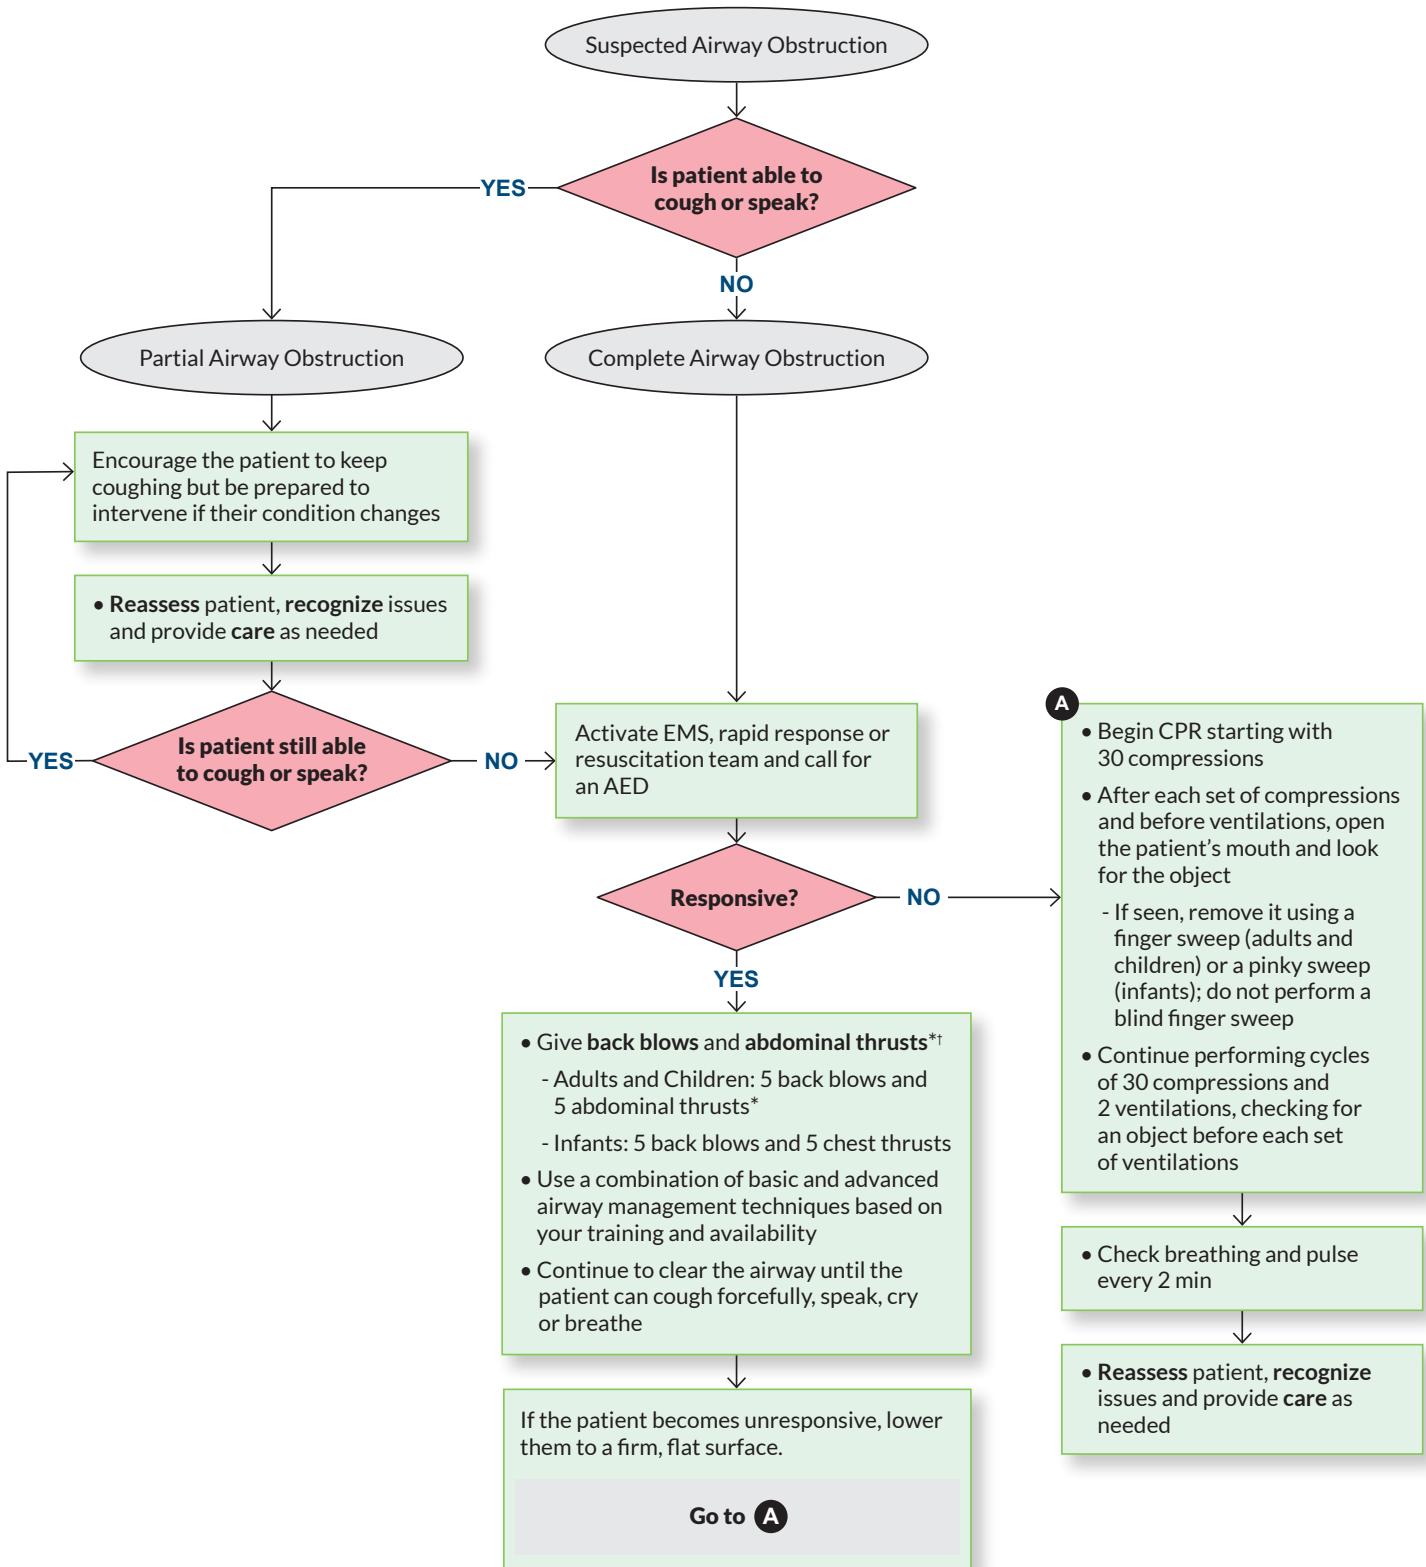 Suspected Airway Obstruction
Is patient able to
cough or speak?
YES
NO
Partial Airway Obstruction
Complete Airway Obstruction
Encourage the patient to keep
coughing but be prepared to
intervene if their condition changes
• Reassess patient, recognize issues
and provide care as needed
Is patient still able
to cough or speak?
YES
NO
Activate EMS, rapid response or
resuscitation team and call for
an AED
Responsive?
NO
YES
• Give back blows and abdominal thrusts*†
- Adults and Children: 5 back blows and
5 abdominal thrusts*
- Infants: 5 back blows and 5 chest thrusts
• Use a combination of basic and advanced
airway management techniques based on
your training and availability
• Continue to clear the airway until the
patient can cough forcefully, speak, cry
or breathe
If the patient becomes unresponsive, lower
them to a firm, flat surface.
Go to A
A
• Begin CPR starting with
30 compressions
• After each set of compressions
and before ventilations, open
the patient’s mouth and look
for the object
- If seen, remove it using a
finger sweep (adults and
children) or a pinky sweep
(infants); do not perform a
blind finger sweep
• Continue performing cycles
of 30 compressions and
2 ventilations, checking for
an object before each set
of ventilations
• Check breathing and pulse
every 2 min
• Reassess patient, recognize
issues and provide care as
needed